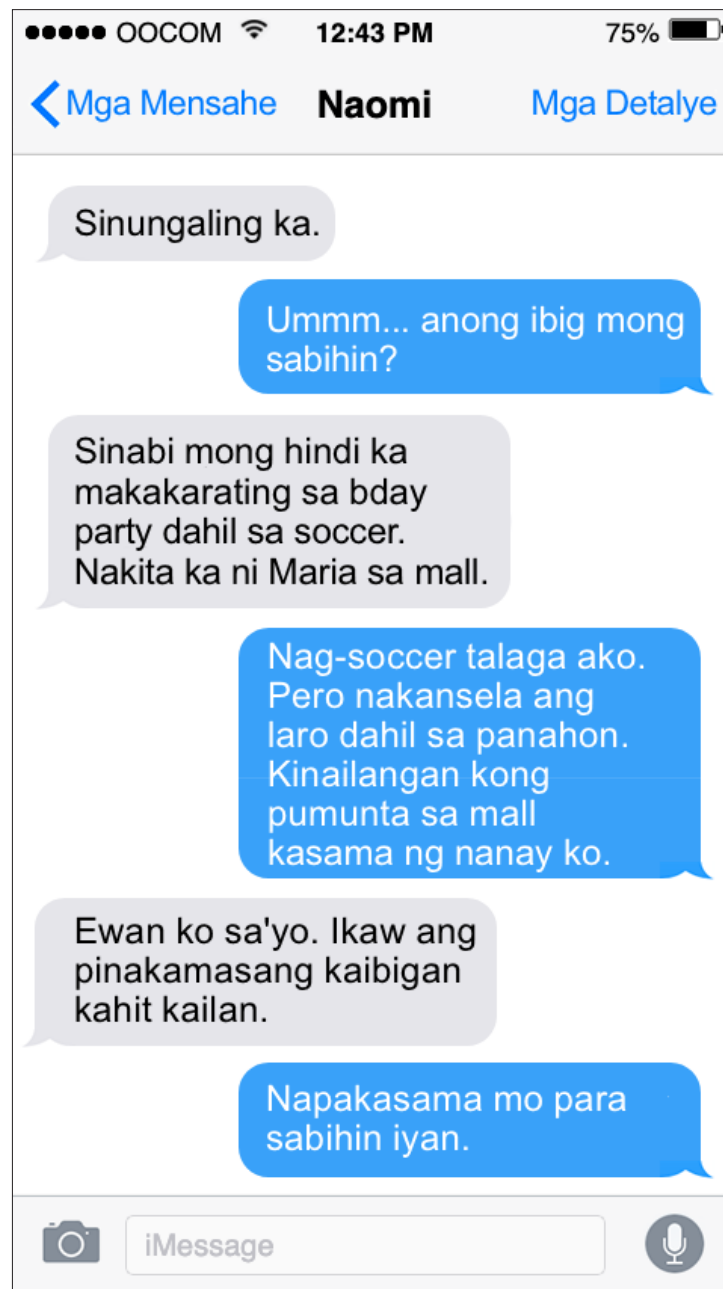 ●●●●● OOCOM 12:43 PM 75%
Mga Mensahe Naomi Mga Detalye
Sinungaling ka.
Ummm... anong ibig mong
sabihin?
Sinabi mong hindi ka
makakarating sa bday
party dahil sa soccer.
Nakita ka ni Maria sa mall.
Nag-soccer talaga ako.
Pero nakansela ang
laro dahil sa panahon.
Kinailangan kong
pumunta sa mall
kasama ng nanay ko.
Ewan ko sa'yo. Ikaw ang
pinakamasang kaibigan
kahit kailan.
Napakasama mo para
sabihin iyan.
iMessage